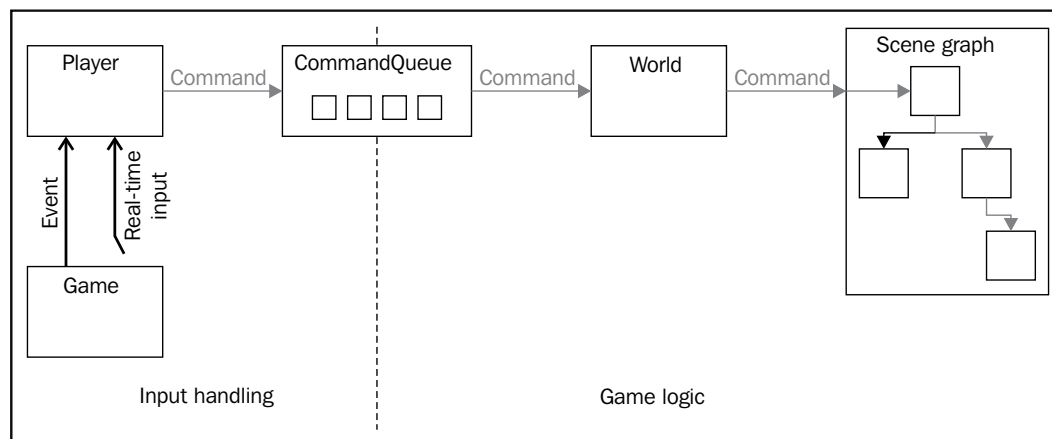 Player
Command
CommandQueue
Command
World
Command
Scene graph
Event
Real-time
input
Game
Input handling
Game logic